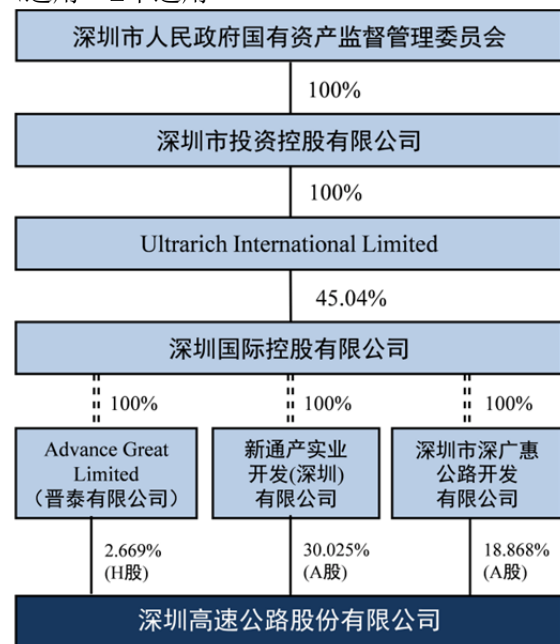 深圳市人民政府国有资产监督管理委员会
100%
深圳市投资控股有限公司
100%
Ultrarich International Limited
45.04%
深圳国际控股有限公司
100%
100%
100%
Advance Great
Limited
（晋泰有限公司）
新通产实业
开发(深圳)
有限公司
深圳市深广惠
公路开发
有限公司
2.669%
(H股)
30.025%
(A股)
18.868%
(A股)
深圳高速公路股份有限公司